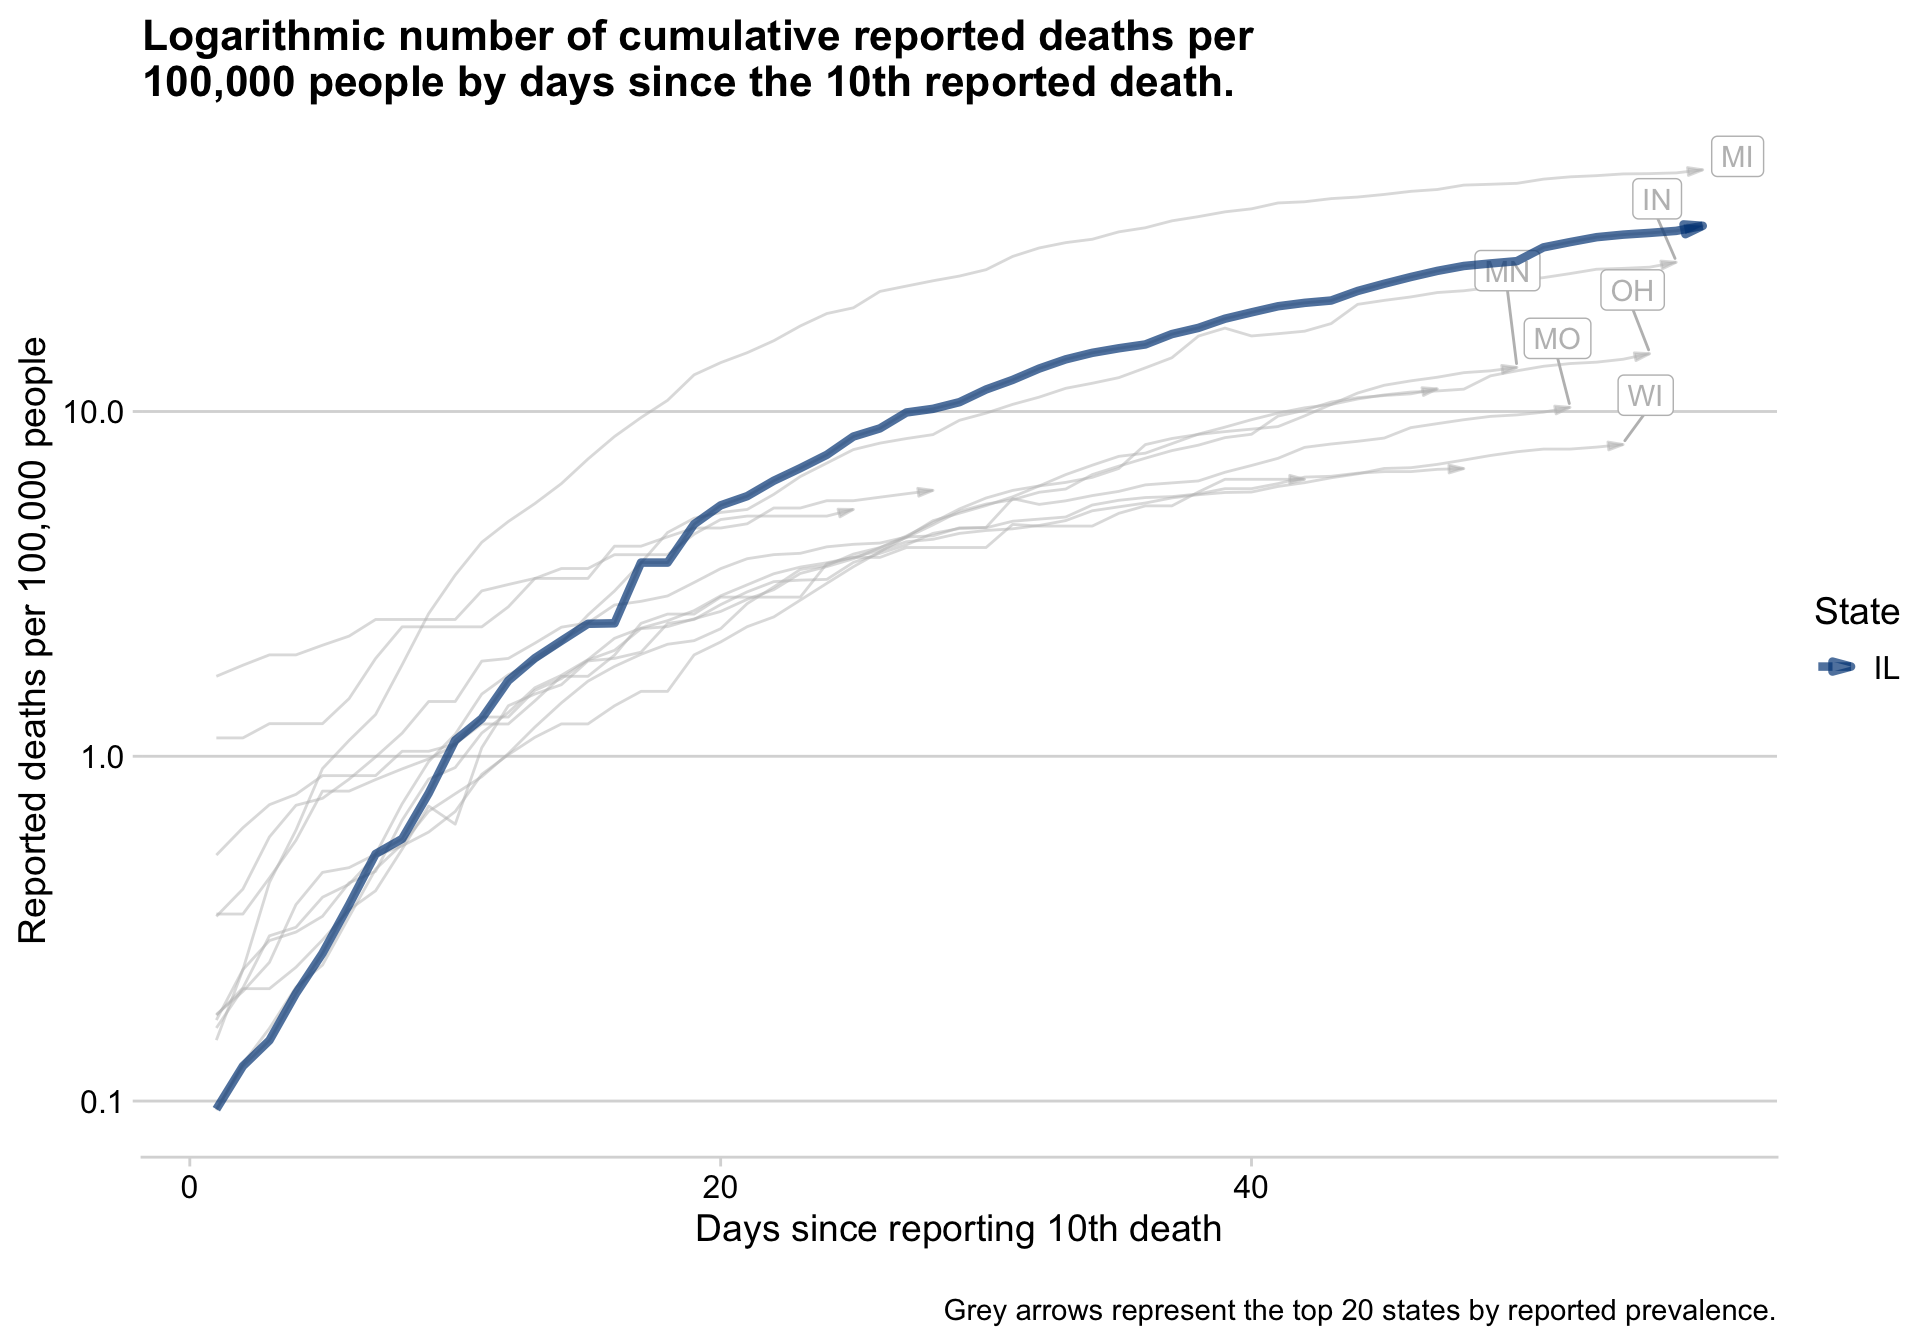 Logarithmic number of cumulative reported deaths per
100,000 people by days since the 10th reported death.
MI
IN
MN
OH
MO
WI
Reported deaths per 100,000 people
10.0
1.0
0.1
State
IL
0 20 40
Days since reporting 10th death
Grey arrows represent the top 20 states by reported prevalence.